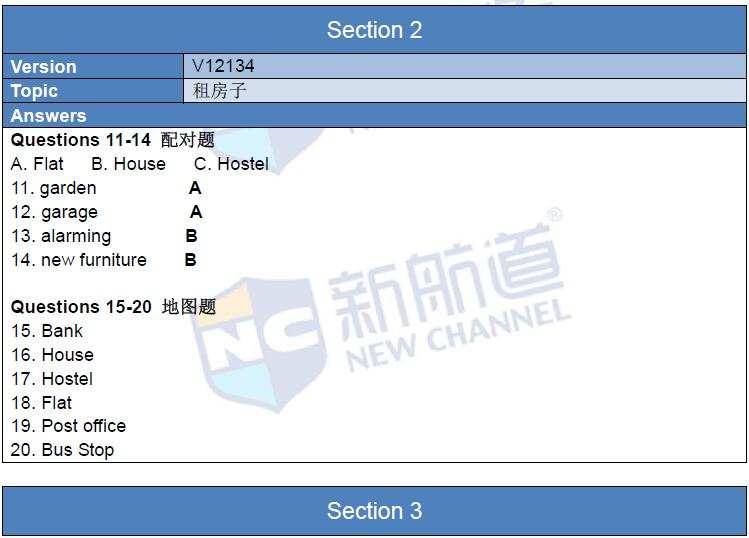 Section 2
Version V12134
Topic 租房子
Answers
Questions 11-14 配对题
A. Flat B. House C. Hostel
11. garden A
12. garage A
13. alarming B
14. new furniture B
Questions 15-20 地图题
15. Bank
16. House
17. Hostel
18. Flat
19. Post office
20. Bus Stop
NC 新航道®
NEW CHANNEL
Section 3